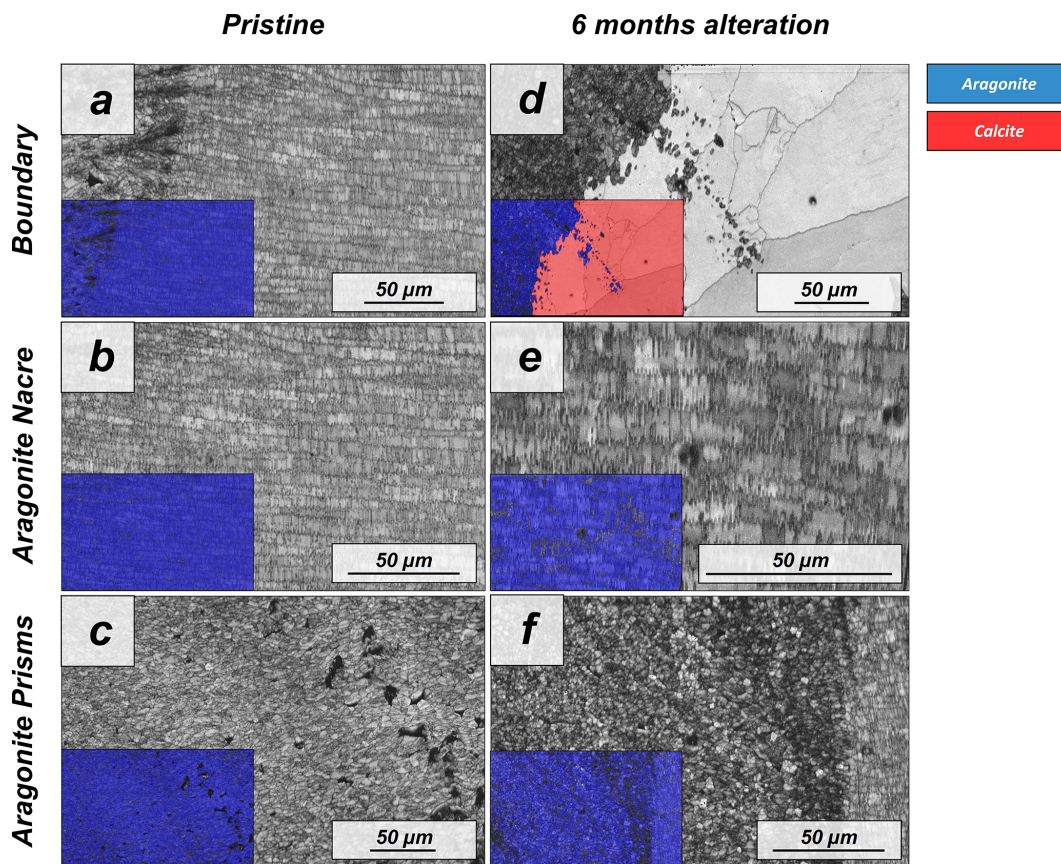 Pristine
6 months alteration
Boundary
a
50 µm
d
50 µm
Aragonite
Calcite
Aragonite Nacre
b
50 µm
e
50 µm
Aragonite Prisms
c
50 µm
f
50 µm